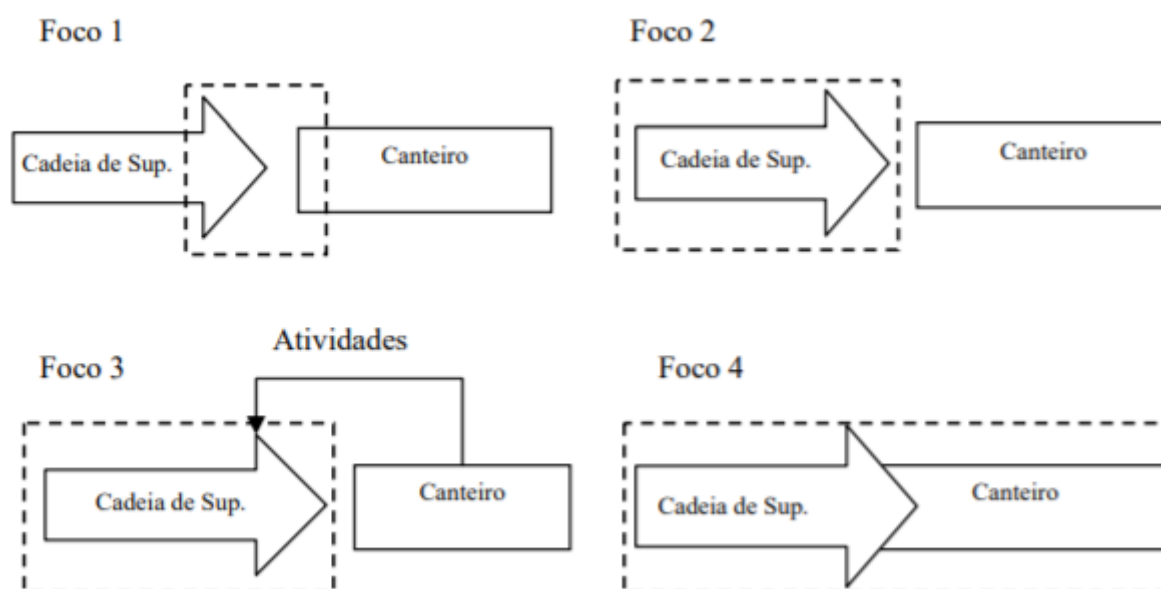 Foco 1
Foco 2
Cadeia de Sup.
Canteiro
Cadeia de Sup.
Canteiro
Atividades
Foco 3
Foco 4
Cadeia de Sup.
Canteiro
Cadeia de Sup.
Canteiro